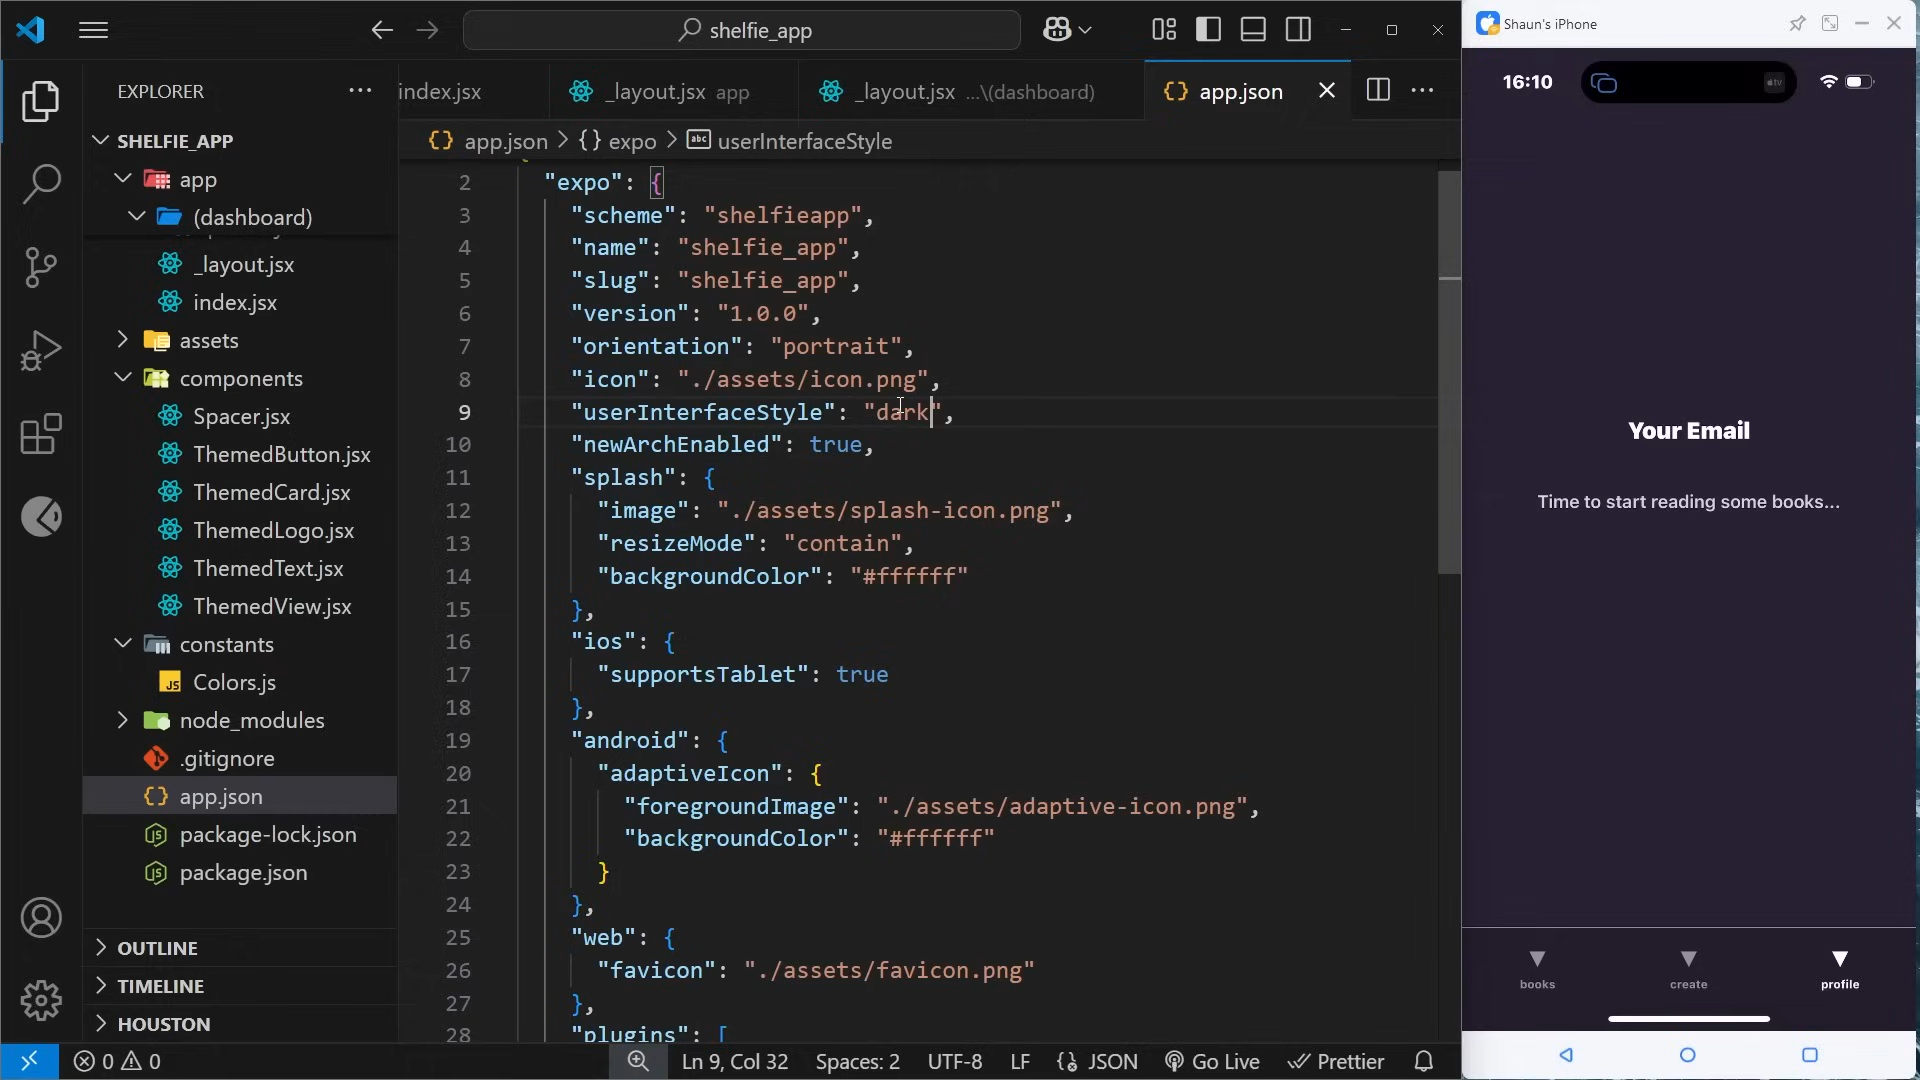 shelfie_app
Shaun's iPhone
EXPLORER
index.jsx
_layout.jsx app
_layout.jsx ...\(dashboard)
app.json
SHELFIE_APP
app
(dashboard)
_layout.jsx
index.jsx
assets
components
Spacer.jsx
ThemedButton.jsx
ThemedCard.jsx
ThemedLogo.jsx
ThemedText.jsx
ThemedView.jsx
constants
Colors.js
node_modules
.gitignore
app.json
package-lock.json
package.json
OUTLINE
TIMELINE
HOUSTON
app.json > {} expo > abc userInterfaceStyle
2 "expo": {
3 "scheme": "shelfieapp",
4 "name": "shelfie_app",
5 "slug": "shelfie_app",
6 "version": "1.0.0",
7 "orientation": "portrait",
8 "icon": "./assets/icon.png",
9 "userInterfaceStyle": "dark",
10 "newArchEnabled": true,
11 "splash": {
12 "image": "./assets/splash-icon.png",
13 "resizeMode": "contain",
14 "backgroundColor": "#ffffff"
15 },
16 "ios": {
17 "supportsTablet": true
18 },
19 "android": {
20 "adaptiveIcon": {
21 "foregroundImage": "./assets/adaptive-icon.png",
22 "backgroundColor": "#ffffff"
23 }
24 },
25 "web": {
26 "favicon": "./assets/favicon.png"
27 },
28 "plugins": [
0 0
Ln 9, Col 32
Spaces: 2
UTF-8
LF
{} JSON
Go Live
Prettier
16:10
tv
Your Email
Time to start reading some books...
books
create
profile